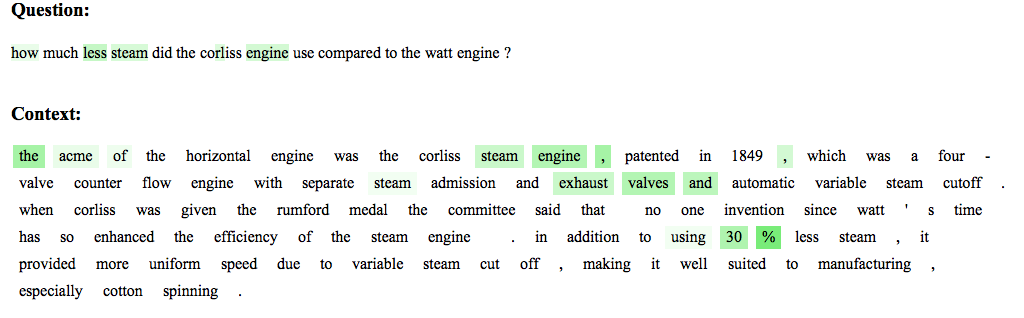 Question:
how much less steam did the corliss engine use compared to the watt engine ?
Context:
the acme of the horizontal engine was the corliss steam engine , patented in 1849 , which was a four -
valve counter flow engine with separate steam admission and exhaust valves and automatic variable steam cutoff .
when corliss was given the rumford medal the committee said that no one invention since watt ' s time
has so enhanced the efficiency of the steam engine . in addition to using 30 % less steam , it
provided more uniform speed due to variable steam cut off , making it well suited to manufacturing ,
especially cotton spinning .